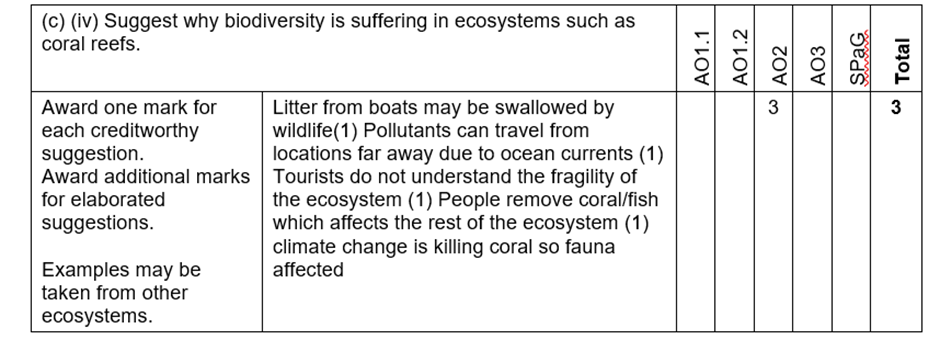 (c) (iv) Suggest why biodiversity is suffering in ecosystems such as
coral reefs.
AO1.1
AO1.2
AO2
AO3
SPaG
Total
Award one mark for
each creditworthy
suggestion.
Award additional marks
for elaborated
suggestions.
Examples may be
taken from other
ecosystems.
Litter from boats may be swallowed by
wildlife(1) Pollutants can travel from
locations far away due to ocean currents (1)
Tourists do not understand the fragility of
the ecosystem (1) People remove coral/fish
which affects the rest of the ecosystem (1)
climate change is killing coral so fauna
affected
3
3